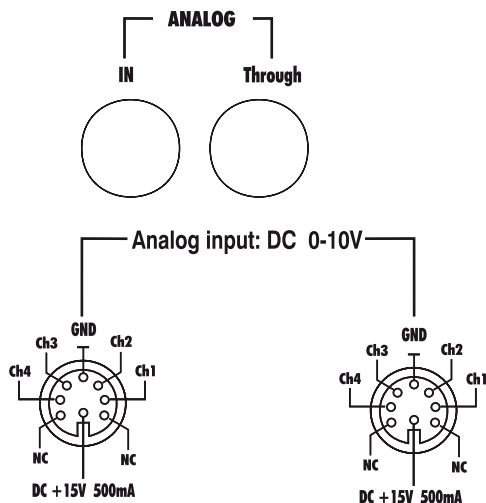 ANALOG
IN
Through
Analog input: DC 0-10V
GND
Ch3
Ch2
Ch4
Ch1
NC
NC
DC +15V 500mA
GND
Ch3
Ch2
Ch4
Ch1
NC
NC
DC +15V 500mA